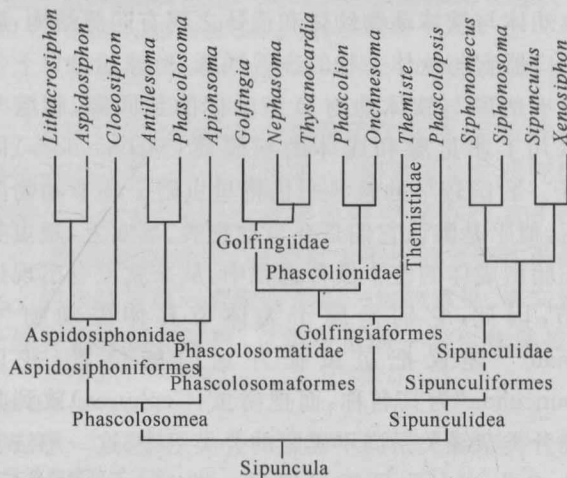 Lithacrosiphon
Aspidosiphon
Cloeosiphon
Antillesoma
Phascolosoma
Apionsoma
Golfingia
Nephasoma
Thysanocardia
Phascolion
Onchnesoma
Themiste
Phascolopsis
Siphonomecus
Siphonosoma
Sipunculus
Xenosiphon
Themistidae
Golfingiidae
Phascolionidae
Aspidosiphonidae
Golfingiaformes
Phascolosomatidae
Sipunculidae
Aspidosiphoniformes
Phascolosomaformes
Sipunculiformes
Phascolosomea
Sipunculidea
Sipuncula